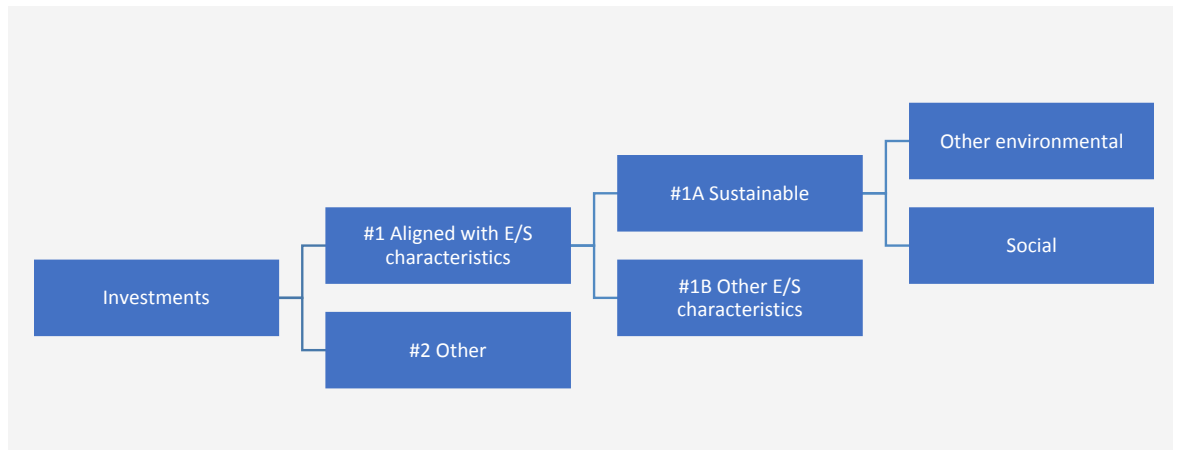 Investments
#1 Aligned with E/S
characteristics
#2 Other
#1A Sustainable
#1B Other E/S
characteristics
Other environmental
Social